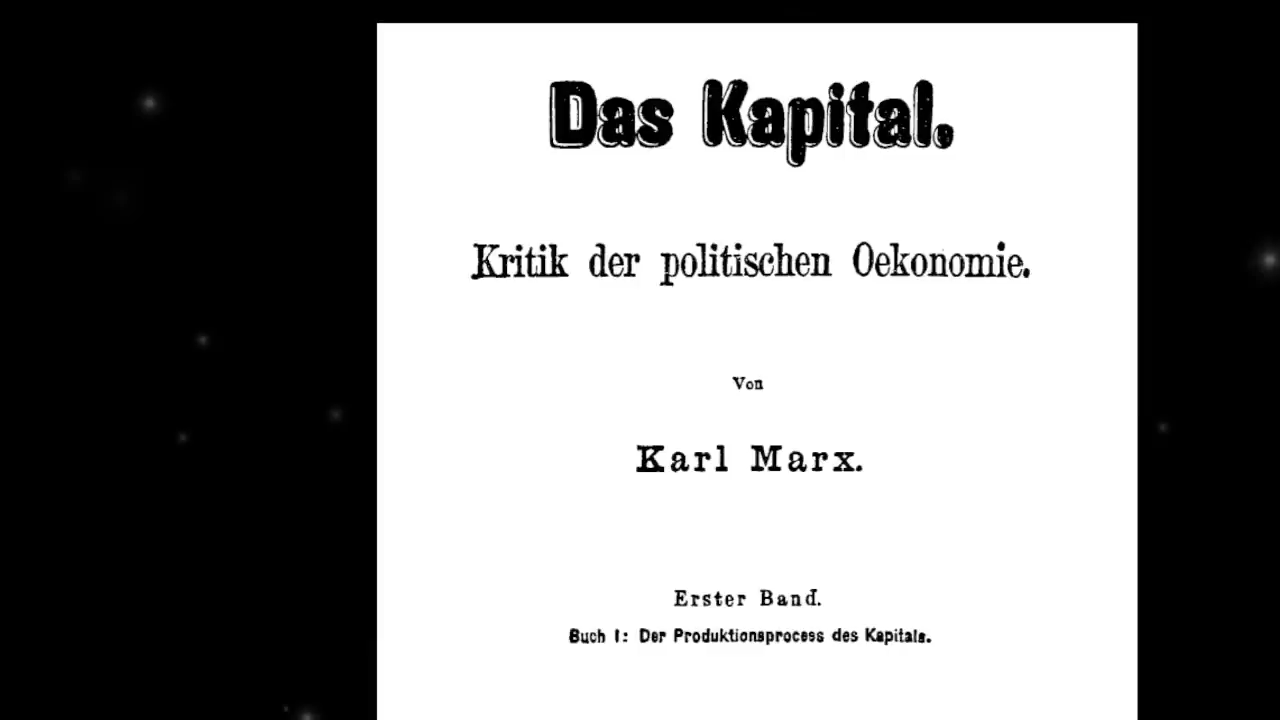 Das Kapital.
Kritik der politischen Oekonomie.
Von
Karl Marx.
Erster Band.
Buch I: Der Produktionsprocess des Kapitals.